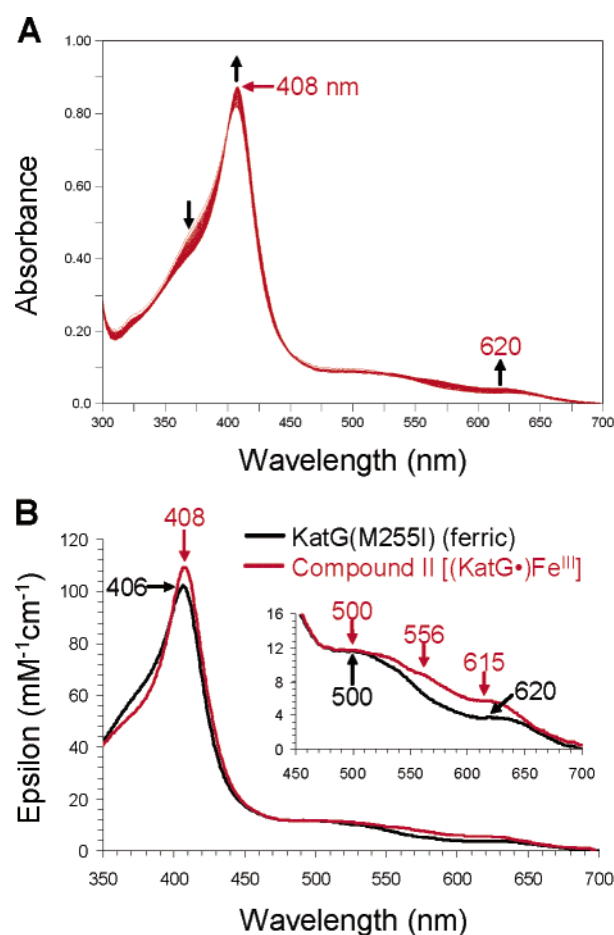 A
1.00
0.80
0.60
0.40
0.20
0.0
Absorbance
408 nm
620
300 350 400 450 500 550 600 650 700
Wavelength (nm)
B
120
100
80
60
40
20
0
Epsilon (mM⁻¹cm⁻¹)
408
406
KatG(M255I) (ferric)
Compound II [(KatG•)Feᴵᴵᴵ]
16
12
8
4
0
500
556
615
500
620
450 500 550 600 650 700
350 400 450 500 550 600 650 700
Wavelength (nm)